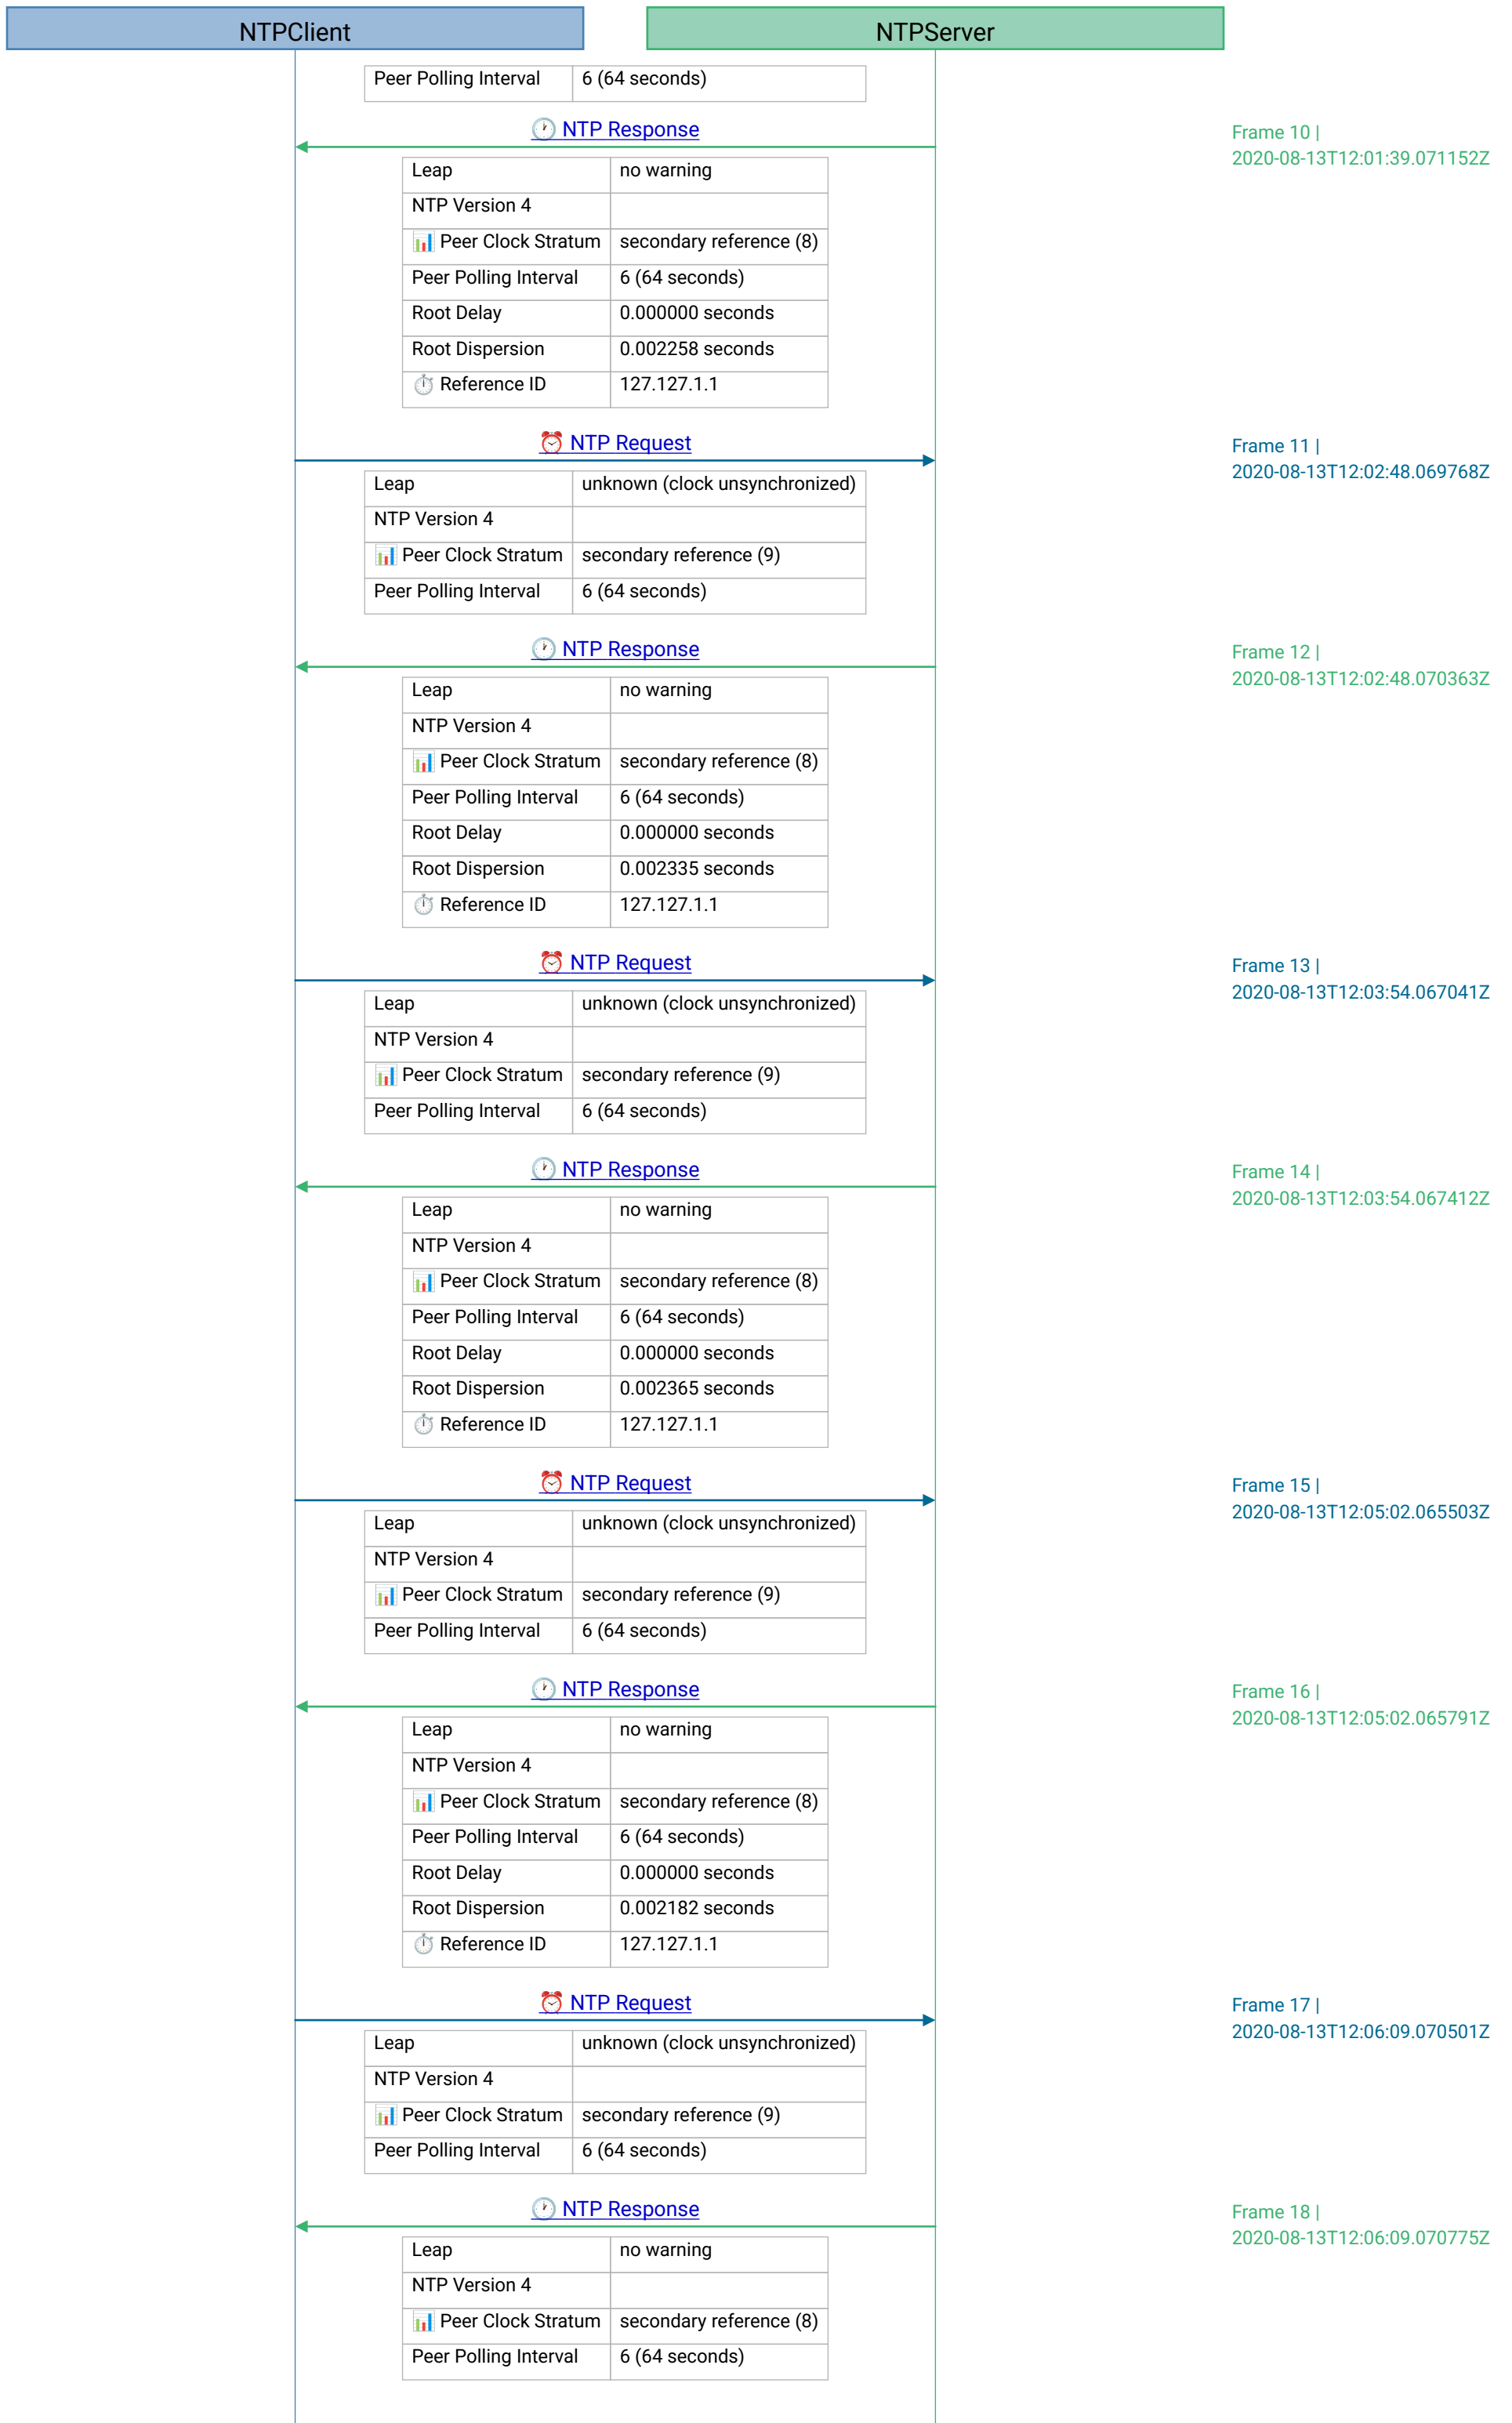 NTPClient NTPServer
Peer Polling Interval 6 (64 seconds)
NTP Response Frame 10 |
2020-08-13T12:01:39.071152Z
Leap no warning
NTP Version 4
Peer Clock Stratum secondary reference (8)
Peer Polling Interval 6 (64 seconds)
Root Delay 0.000000 seconds
Root Dispersion 0.002258 seconds
Reference ID 127.127.1.1
NTP Request Frame 11 |
2020-08-13T12:02:48.069768Z
Leap unknown (clock unsynchronized)
NTP Version 4
Peer Clock Stratum secondary reference (9)
Peer Polling Interval 6 (64 seconds)
NTP Response Frame 12 |
2020-08-13T12:02:48.070363Z
Leap no warning
NTP Version 4
Peer Clock Stratum secondary reference (8)
Peer Polling Interval 6 (64 seconds)
Root Delay 0.000000 seconds
Root Dispersion 0.002335 seconds
Reference ID 127.127.1.1
NTP Request Frame 13 |
2020-08-13T12:03:54.067041Z
Leap unknown (clock unsynchronized)
NTP Version 4
Peer Clock Stratum secondary reference (9)
Peer Polling Interval 6 (64 seconds)
NTP Response Frame 14 |
2020-08-13T12:03:54.067412Z
Leap no warning
NTP Version 4
Peer Clock Stratum secondary reference (8)
Peer Polling Interval 6 (64 seconds)
Root Delay 0.000000 seconds
Root Dispersion 0.002365 seconds
Reference ID 127.127.1.1
NTP Request Frame 15 |
2020-08-13T12:05:02.065503Z
Leap unknown (clock unsynchronized)
NTP Version 4
Peer Clock Stratum secondary reference (9)
Peer Polling Interval 6 (64 seconds)
NTP Response Frame 16 |
2020-08-13T12:05:02.065791Z
Leap no warning
NTP Version 4
Peer Clock Stratum secondary reference (8)
Peer Polling Interval 6 (64 seconds)
Root Delay 0.000000 seconds
Root Dispersion 0.002182 seconds
Reference ID 127.127.1.1
NTP Request Frame 17 |
2020-08-13T12:06:09.070501Z
Leap unknown (clock unsynchronized)
NTP Version 4
Peer Clock Stratum secondary reference (9)
Peer Polling Interval 6 (64 seconds)
NTP Response Frame 18 |
2020-08-13T12:06:09.070775Z
Leap no warning
NTP Version 4
Peer Clock Stratum secondary reference (8)
Peer Polling Interval 6 (64 seconds)